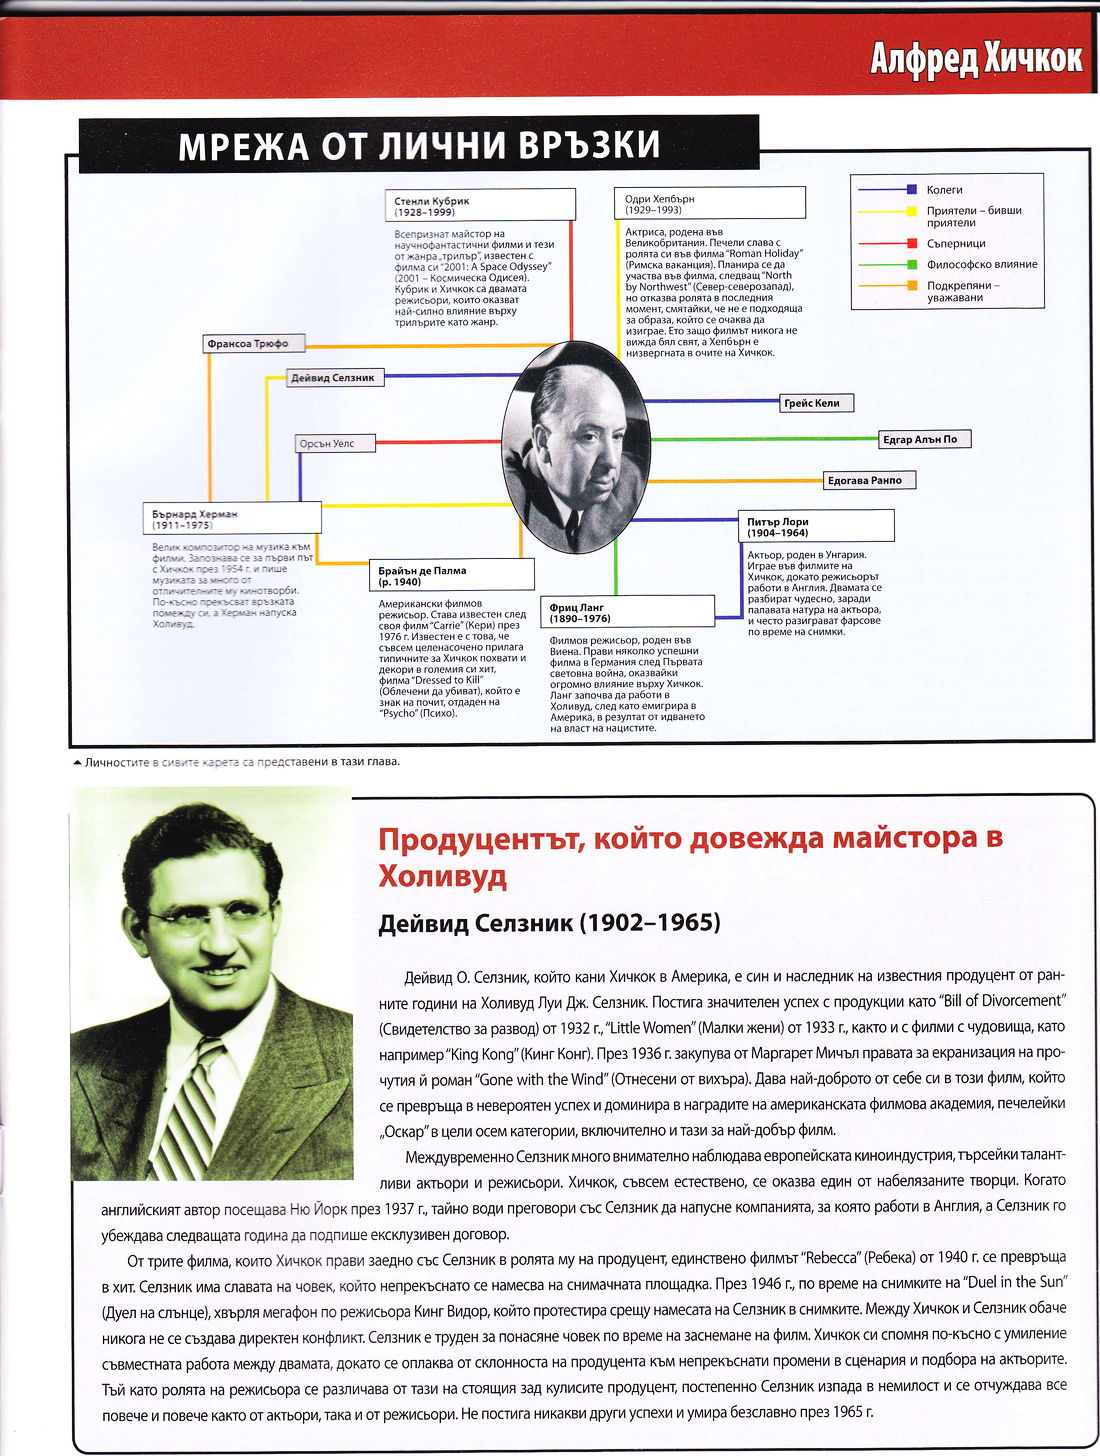 Алфред Хичкок
МРЕЖА ОТ ЛИЧНИ ВРЪЗКИ
Стенли Кубрик
(1928–1999)
Всепризнат майстор на
научнофантастични филми и тези
от жанра „трилър“, известен с
филма си “2001: A Space Odyssey”
(2001 – Космическа Одисея).
Кубрик и Хичкок са двамата
режисьори, които оказват
най-силно влияние върху
трилърите като жанр.
Одри Хепбърн
(1929–1993)
Актриса, родена във
Великобритания. Печели слава с
ролята си във филма “Roman Holiday”
(Римска ваканция). Планира се да
участва във филма, следващ “North
by Northwest” (Север-северозапад),
но отказва ролята в последния
момент, смятайки, че не е подходяща
за образа, който се очаква да
изиграе. Ето защо филмът никога не
вижда бял свят, а Хепбърн е
низвергната в очите на Хичкок.
Колеги
Приятели – бивши
приятели
Съперници
Философско влияние
Подкрепяни –
уважавани
Франсоа Трюфо
Дейвид Селзник
Орсън Уелс
Грейс Кели
Едгар Алън По
Едогава Ранпо
Бърнард Херман
(1911–1975)
Велик композитор на музика към
филми. Запознава се за първи път
с Хичкок през 1954 г. и пише
музиката за много от
отличителните му кинотворби.
По-късно прекъсват връзката
помежду си, а Херман напуска
Холивуд.
Брайън де Палма
(р. 1940)
Американски филмов
режисьор. Става известен след
своя филм “Carrie” (Кери) през
1976 г. Известен е с това, че
съвсем целенасочено прилага
типичните за Хичкок похвати и
декори в големия си хит,
филма “Dressed to Kill”
(Облечени да убиват), който е
знак на почит, отдаден на
“Psycho” (Психо).
Фриц Ланг
(1890–1976)
Филмов режисьор, роден във
Виена. Прави няколко успешни
филма в Германия след Първата
световна война, оказвайки
огромно влияние върху Хичкок.
Ланг започва да работи в
Холивуд, след като емигрира в
Америка, в резултат от идването
на власт на нацистите.
Питър Лори
(1904–1964)
Актьор, роден в Унгария.
Играе във филмите на
Хичкок, докато режисьорът
работи в Англия. Двамата се
разбират чудесно, заради
палавата натура на актьора,
и често разиграват фарсове
по време на снимки.
Личностите в сивите карета са представени в тази глава.
Продуцентът, който довежда майстора в
Холивуд
Дейвид Селзник (1902–1965)
Дейвид О. Селзник, който кани Хичкок в Америка, е син и наследник на известния продуцент от ран-
ните години на Холивуд Луи Дж. Селзник. Постига значителен успех с продукции като “Bill of Divorcement”
(Свидетелство за развод) от 1932 г., “Little Women” (Малки жени) от 1933 г., както и с филми с чудовища, като
например “King Kong” (Кинг Конг). През 1936 г. закупува от Маргарет Мичъл правата за екранизация на про-
чутия й роман “Gone with the Wind” (Отнесени от вихъра). Дава най-доброто от себе си в този филм, който
се превръща в невероятен успех и доминира в наградите на американската филмова академия, печелейки
„Оскар” в цели осем категории, включително и тази за най-добър филм.
Междувременно Селзник много внимателно наблюдава европейската киноиндустрия, търсейки талант-
ливи актьори и режисьори. Хичкок, съвсем естествено, се оказва един от набелязаните творци. Когато
английският автор посещава Ню Йорк през 1937 г., тайно води преговори със Селзник да напусне компанията, за която работи в Англия, а Селзник го
убеждава следващата година да подпише ексклузивен договор.
От трите филма, които Хичкок прави заедно със Селзник в ролята му на продуцент, единствено филмът “Rebecca” (Ребека) от 1940 г. се превръща
в хит. Селзник има славата на човек, който непрекъснато се намесва на снимачната площадка. През 1946 г., по време на снимките на “Duel in the Sun”
(Дуел на слънце), хвърля мегафон по режисьора Кинг Видор, който протестира срещу намесата на Селзник в снимките. Между Хичкок и Селзник обаче
никога не се създава директен конфликт. Селзник е труден за понасяне човек по време на заснемане на филм. Хичкок си спомня по-късно с умиление
съвместната работа между двамата, докато се оплаква от склонността на продуцента към непрекъснати промени в сценария и подбора на актьорите.
Тъй като ролята на режисьора се различава от тази на стоящия зад кулисите продуцент, постепенно Селзник изпада в немилост и се отчуждава все
повече и повече както от актьори, така и от режисьори. Не постига никакви други успехи и умира безславно през 1965 г.